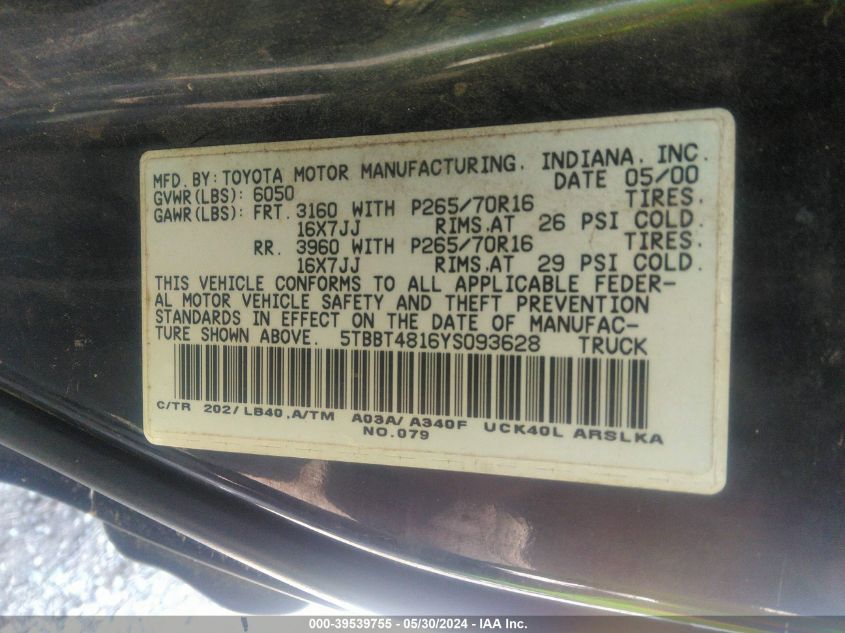 MFD. BY: TOYOTA MOTOR MANUFACTURING, INDIANA, INC.
GVWR(LBS): 6050 DATE 05/00
GAWR(LBS): FRT. 3160 WITH P265/70R16 TIRES,
16X7JJ RIMS,AT 26 PSI COLD.
RR. 3960 WITH P265/70R16 TIRES,
16X7JJ RIMS,AT 29 PSI COLD.
THIS VEHICLE CONFORMS TO ALL APPLICABLE FEDER-
AL MOTOR VEHICLE SAFETY AND THEFT PREVENTION
STANDARDS IN EFFECT ON THE DATE OF MANUFAC-
TURE SHOWN ABOVE. 5TBBT4816YS093628 TRUCK
C/TR 202/ LB40,A/TM A03A/ A340F UCK40L ARSLKA
NO.079
000-39539755 - 05/30/2024 - IAA Inc.